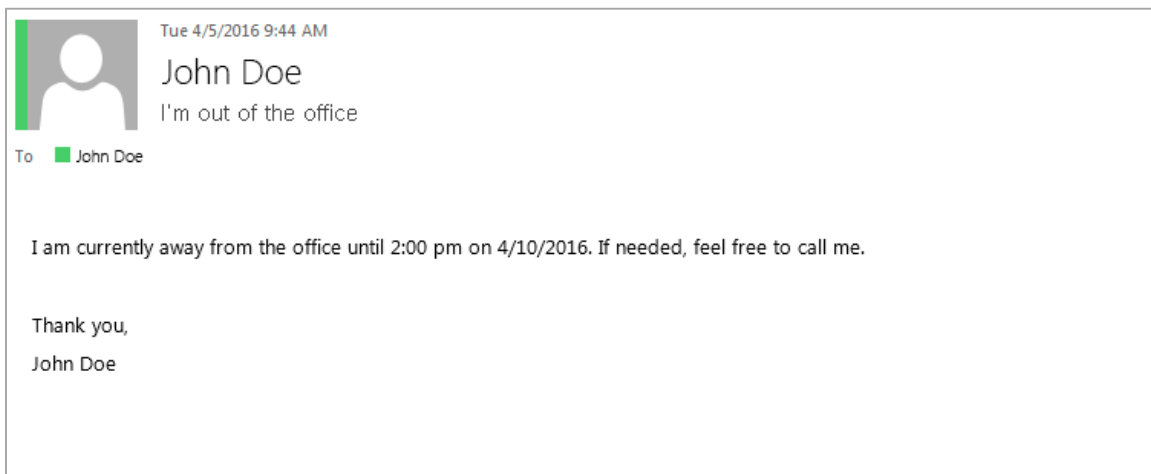 Tue 4/5/2016 9:44 AM
John Doe
I'm out of the office
To John Doe
I am currently away from the office until 2:00 pm on 4/10/2016. If needed, feel free to call me.
Thank you,
John Doe